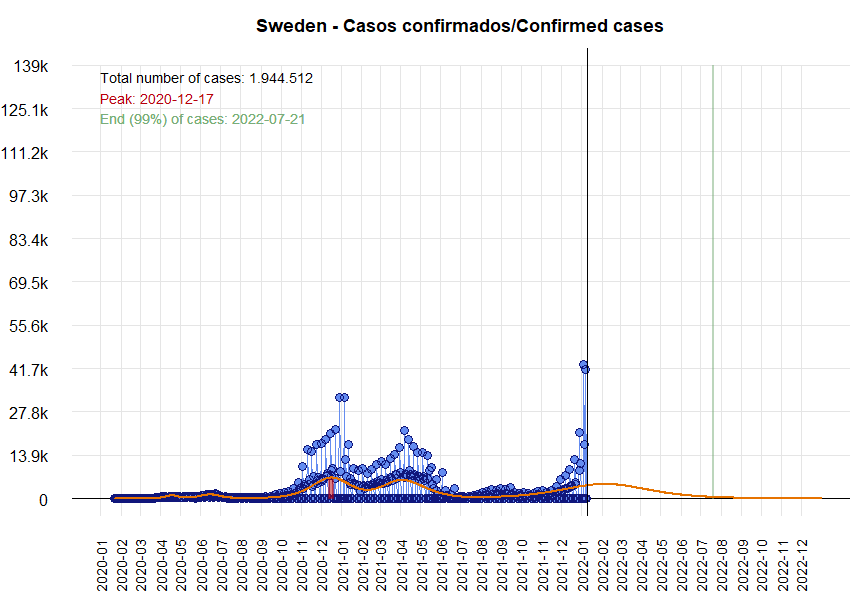 Sweden - Casos confirmados/Confirmed cases
Total number of cases: 1.944.512
Peak: 2020-12-17
End (99%) of cases: 2022-07-21
139k
125.1k
111.2k
97.3k
83.4k
69.5k
55.6k
41.7k
27.8k
13.9k
0
2020-01
2020-02
2020-03
2020-04
2020-05
2020-06
2020-07
2020-08
2020-09
2020-10
2020-11
2020-12
2021-01
2021-02
2021-03
2021-04
2021-05
2021-06
2021-07
2021-08
2021-09
2021-10
2021-11
2021-12
2022-01
2022-02
2022-03
2022-04
2022-05
2022-06
2022-07
2022-08
2022-09
2022-10
2022-11
2022-12